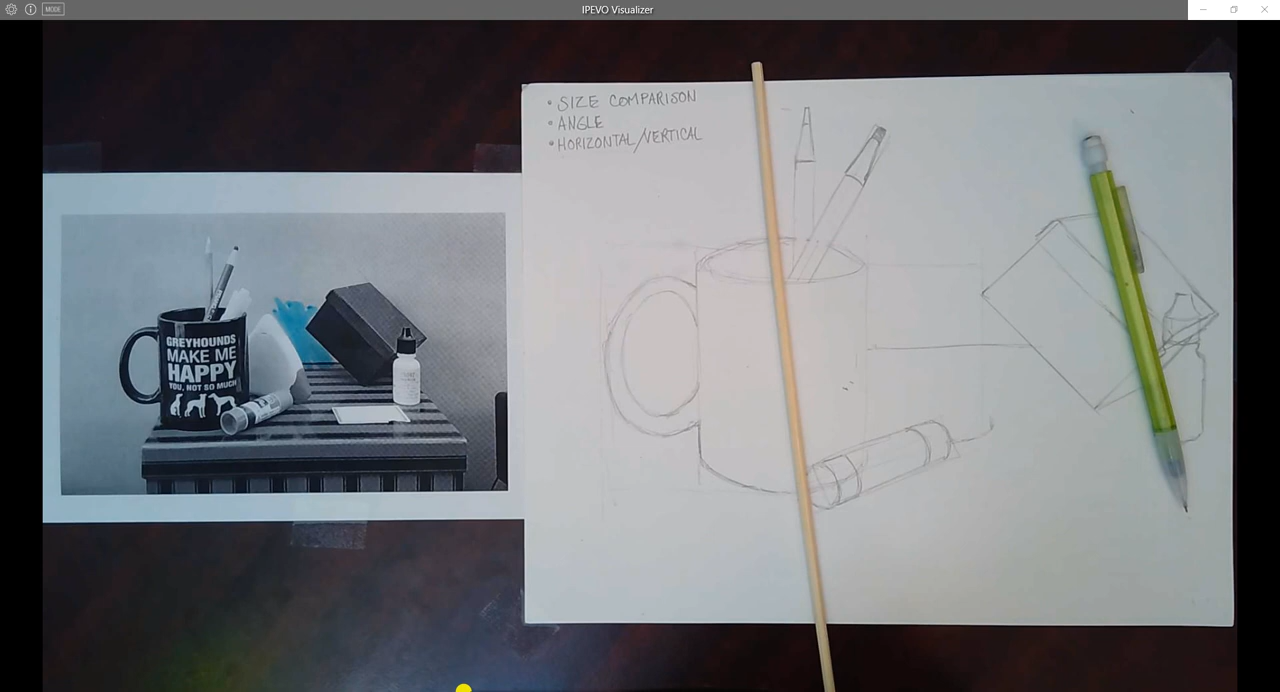 MODE
IPEVO Visualizer
• SIZE COMPARISON
• ANGLE
• HORIZONTAL/VERTICAL
GREYHOUNDS
MAKE ME
HAPPY
YOU, NOT SO MUCH